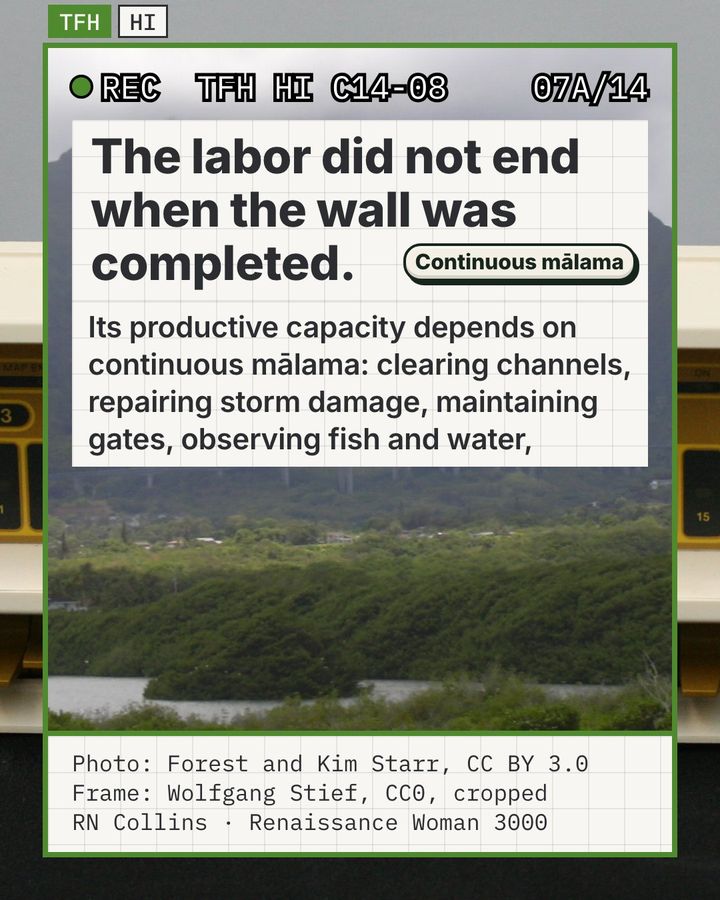 TFH HI
REC TFH HI C14-08 07A/14
The labor did not end
when the wall was
completed.
Continuous mālama
Its productive capacity depends on
continuous mālama: clearing channels,
repairing storm damage, maintaining
gates, observing fish and water,
3
1
15
Photo: Forest and Kim Starr, CC BY 3.0
Frame: Wolfgang Stief, CC0, cropped
RN Collins · Renaissance Woman 3000